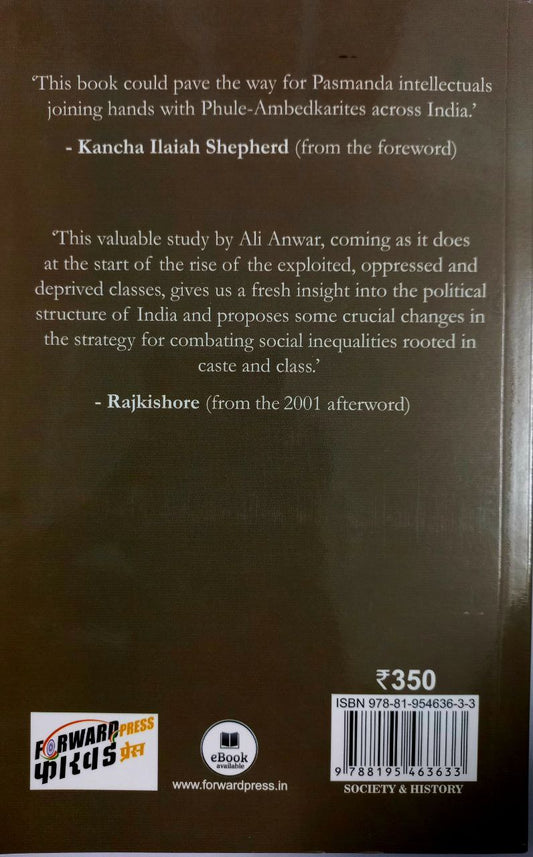 ‘This book could pave the way for Pasmanda intellectuals
joining hands with Phule-Ambedkarites across India.’
- Kancha Ilaiah Shepherd (from the foreword)
‘This valuable study by Ali Anwar, coming as it does
at the start of the rise of the exploited, oppressed and
deprived classes, gives us a fresh insight into the political
structure of India and proposes some crucial changes in
the strategy for combating social inequalities rooted in
caste and class.’
- Rajkishore (from the 2001 afterword)
₹350
ISBN 978-81-954636-3-3
9 788195 463633
SOCIETY & HISTORY
FORWARD PRESS
फारवर्ड प्रेस
eBook
available
www.forwardpress.in